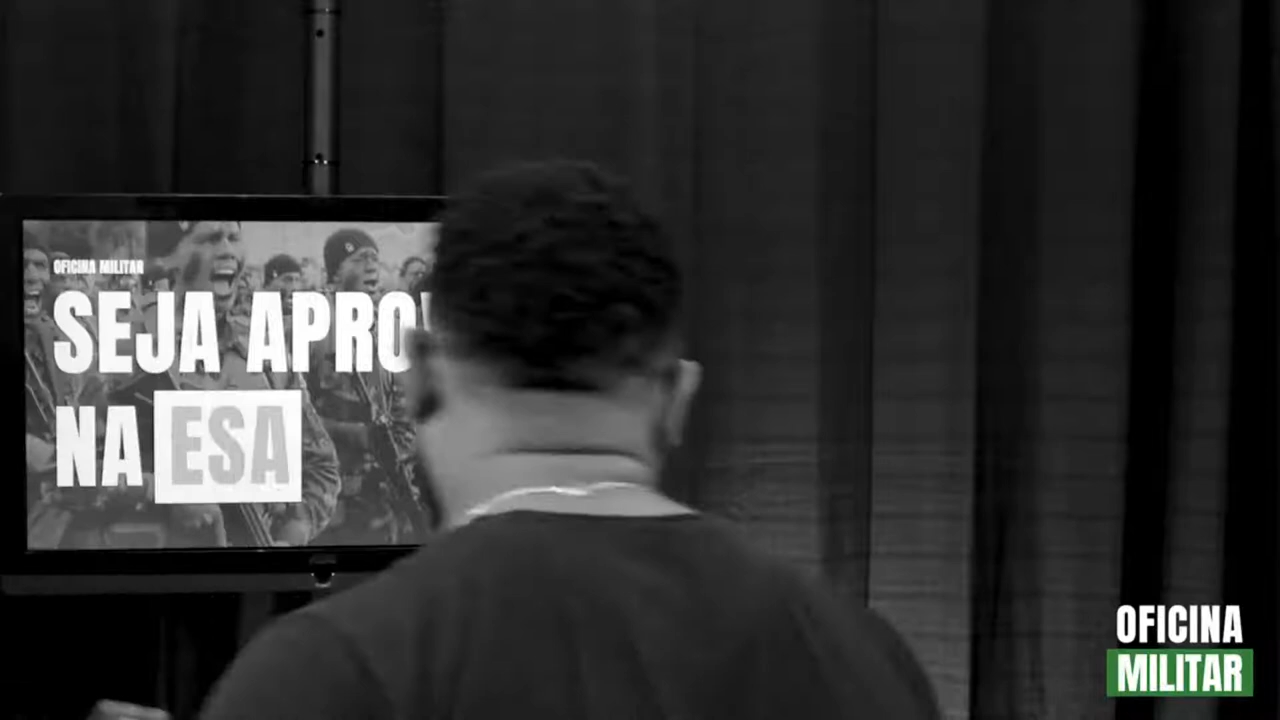 OFICINA MILITAR
SEJA APRO
NA ESA
OFICINA
MILITAR